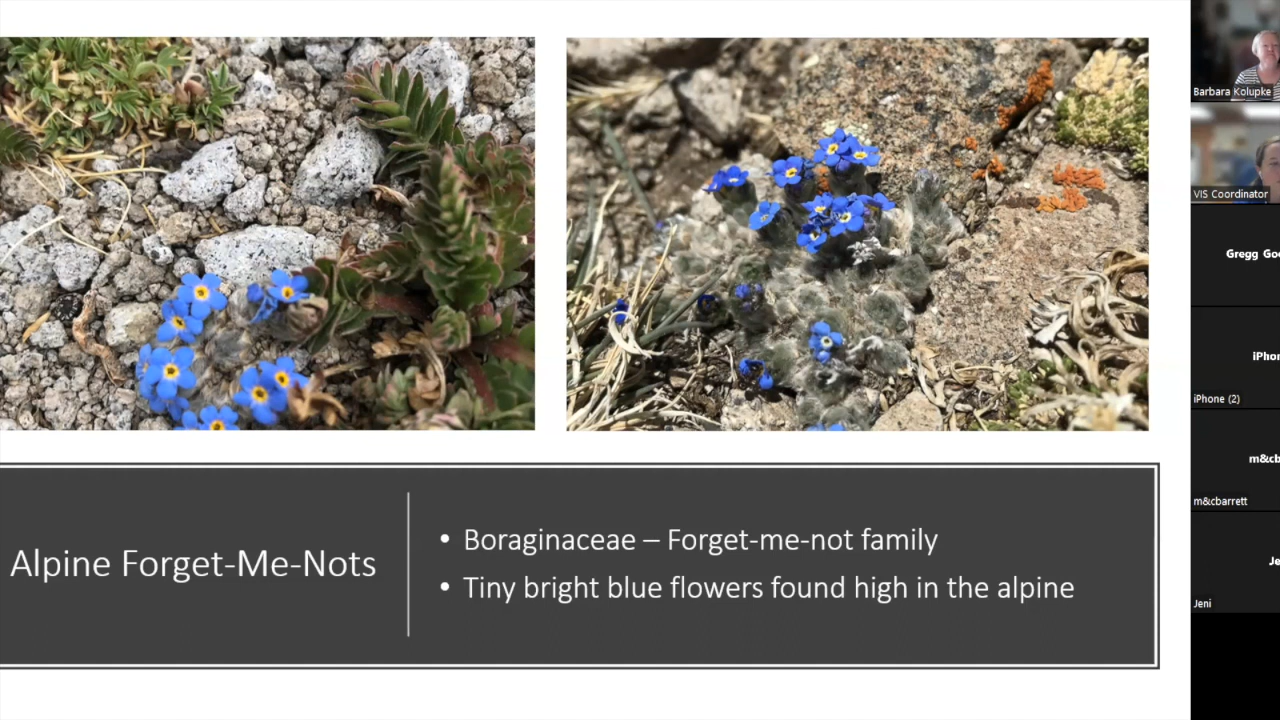 Alpine Forget-Me-Nots
• Boraginaceae – Forget-me-not family
• Tiny bright blue flowers found high in the alpine
Barbara Kolupke
VIS Coordinator
Gregg
iPhone (2)
m&cbarrett
Jeni